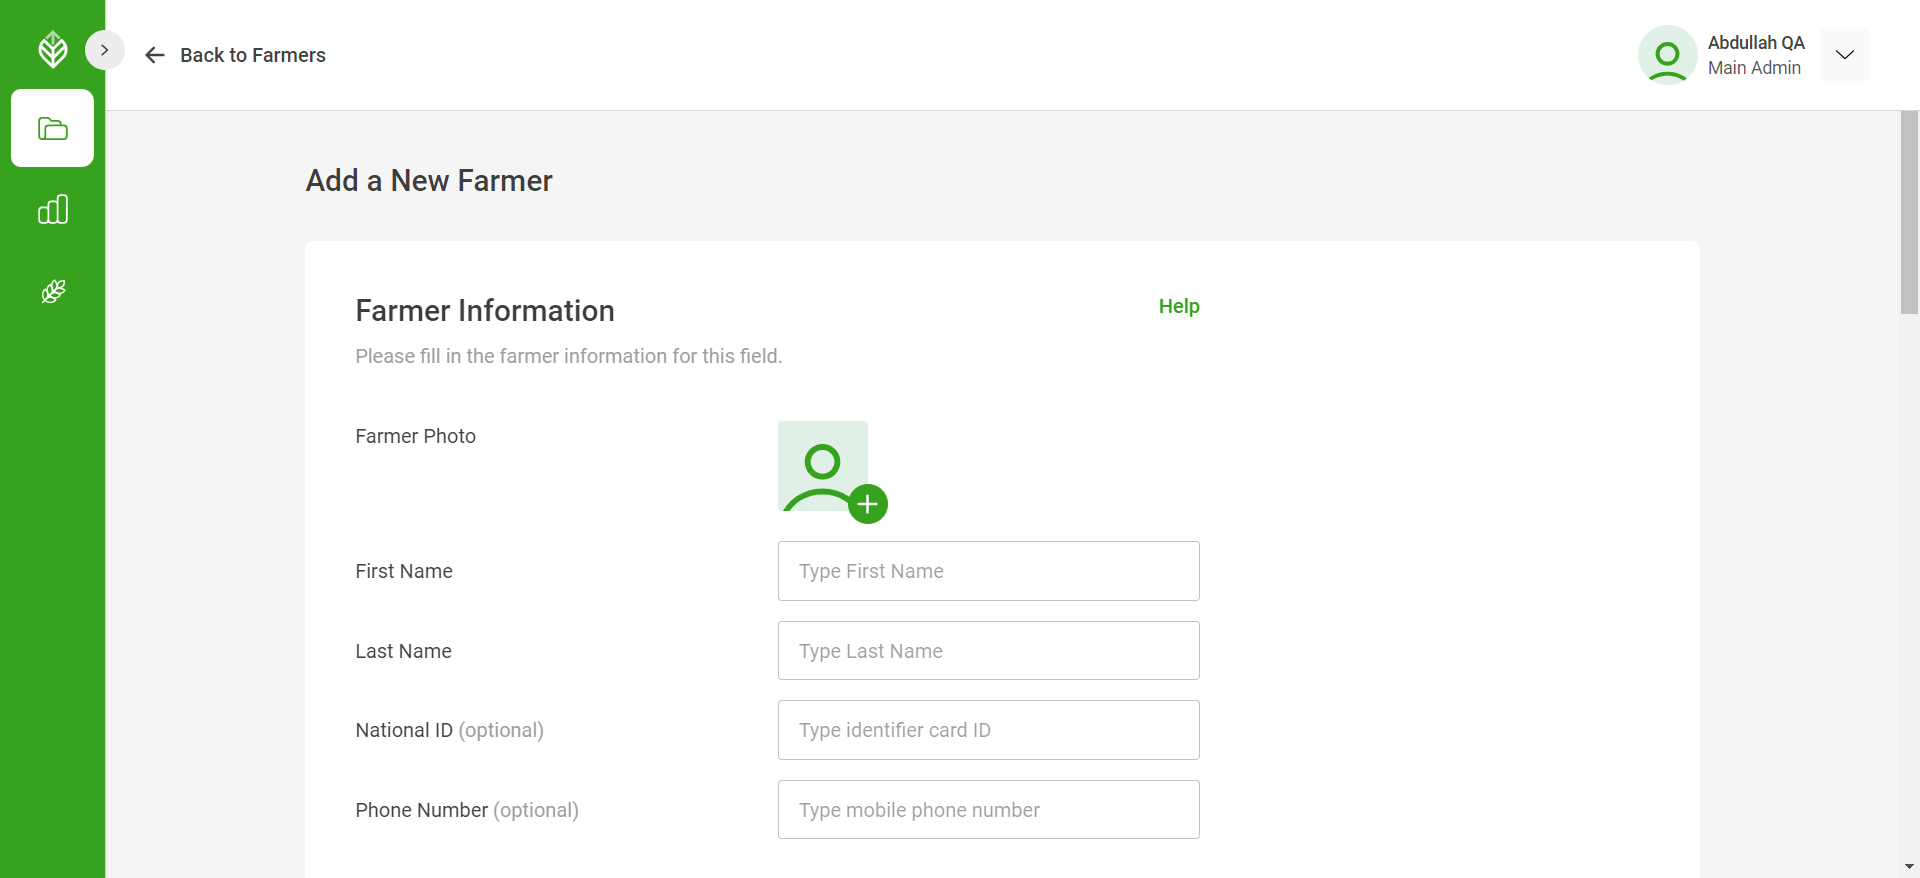 Back to Farmers
Abdullah QA
Main Admin
Add a New Farmer
Farmer Information
Help
Please fill in the farmer information for this field.
Farmer Photo
First Name
Type First Name
Last Name
Type Last Name
National ID (optional)
Type identifier card ID
Phone Number (optional)
Type mobile phone number